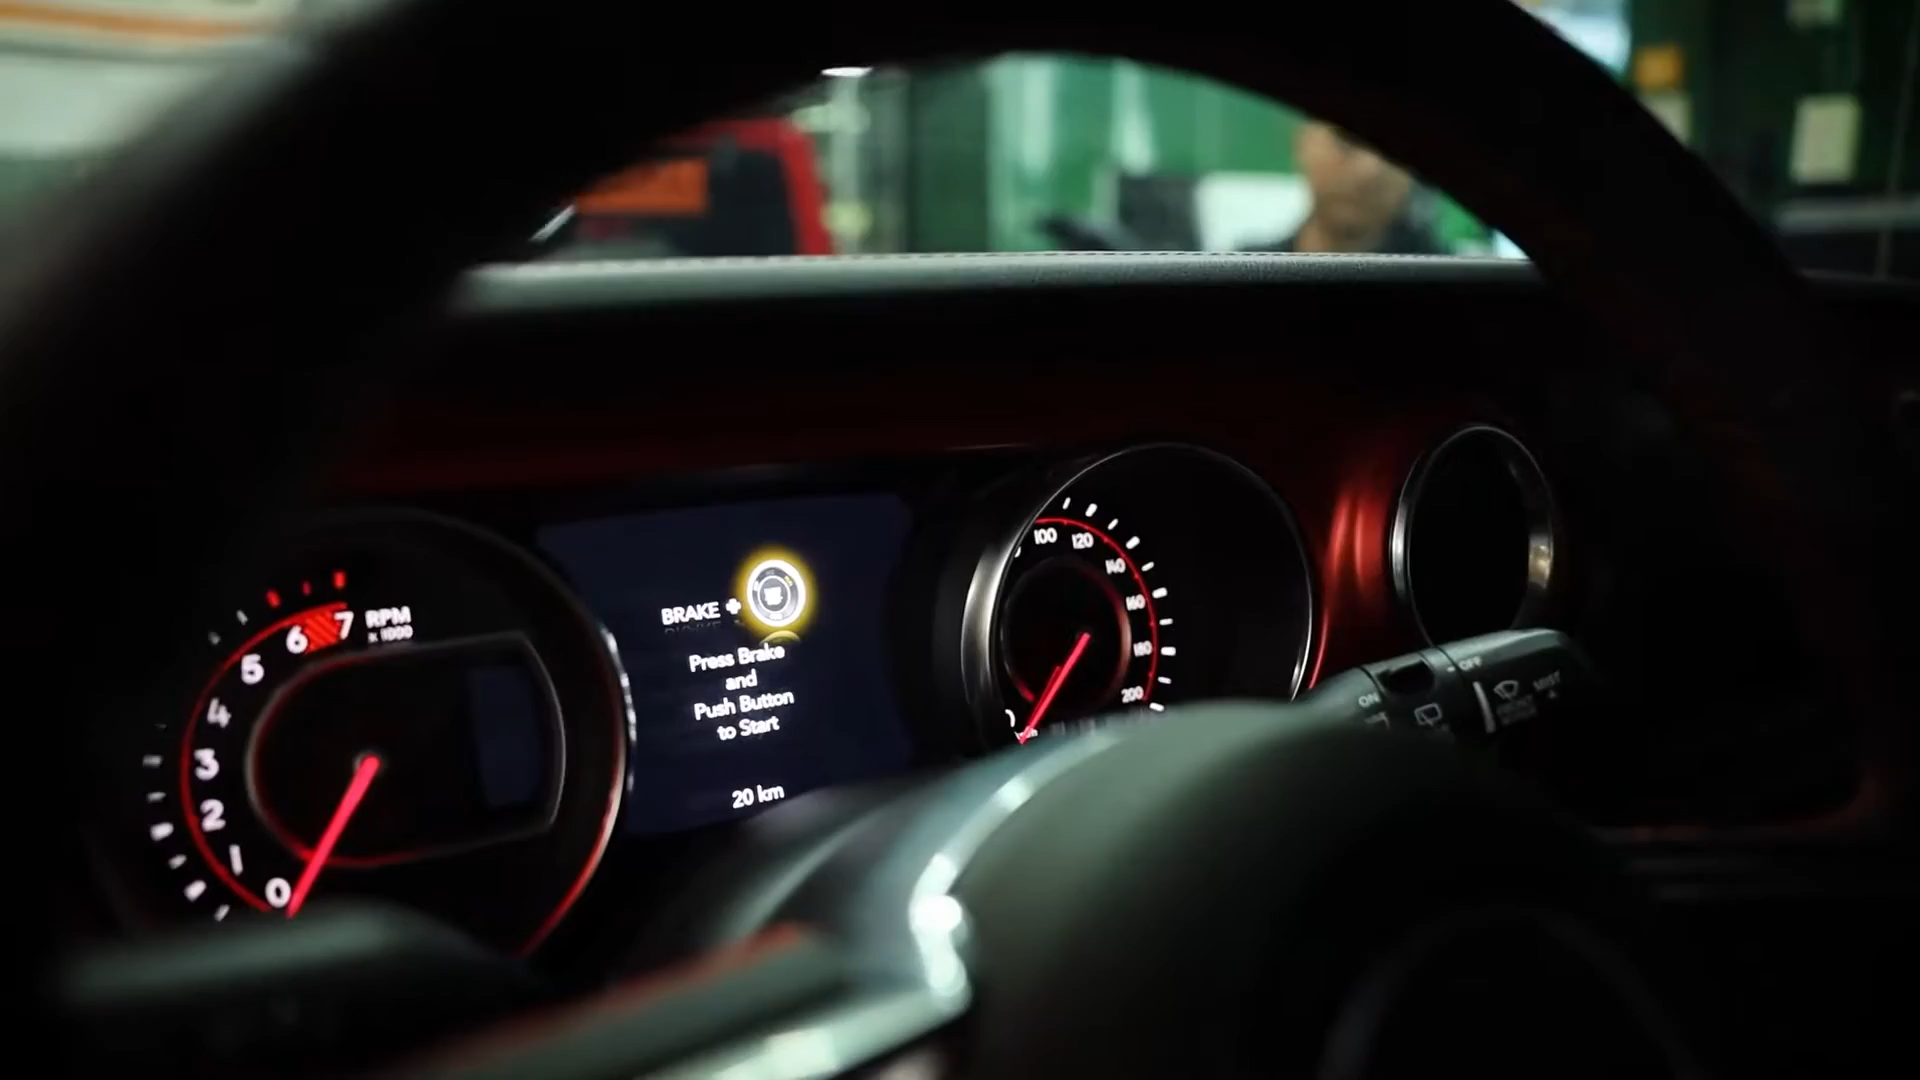 7 RPM
6 x 1000
5
4
3
2
1
0
BRAKE +
Press Brake
and
Push Button
to Start
20 km
100
120
140
160
180
200
OFF
ON
MIST